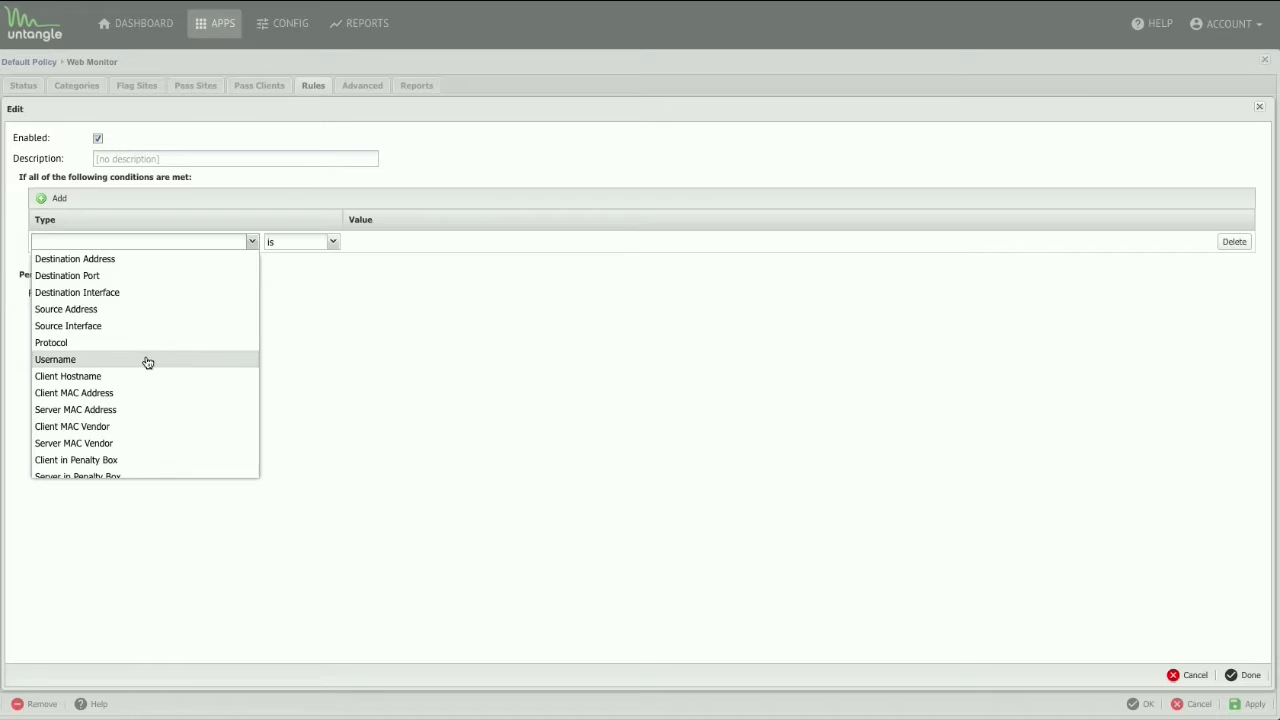 untangle
DASHBOARD
APPS
CONFIG
REPORTS
HELP
ACCOUNT
Default Policy › Web Monitor
Status
Categories
Flag Sites
Pass Sites
Pass Clients
Rules
Advanced
Reports
Edit
Enabled:
Description: [no description]
If all of the following conditions are met:
Add
Type Value
is Delete
Destination Address
Destination Port
Destination Interface
Source Address
Source Interface
Protocol
Username
Client Hostname
Client MAC Address
Server MAC Address
Client MAC Vendor
Server MAC Vendor
Client in Penalty Box
Server in Penalty Box
Cancel Done
Remove Help OK Cancel Apply